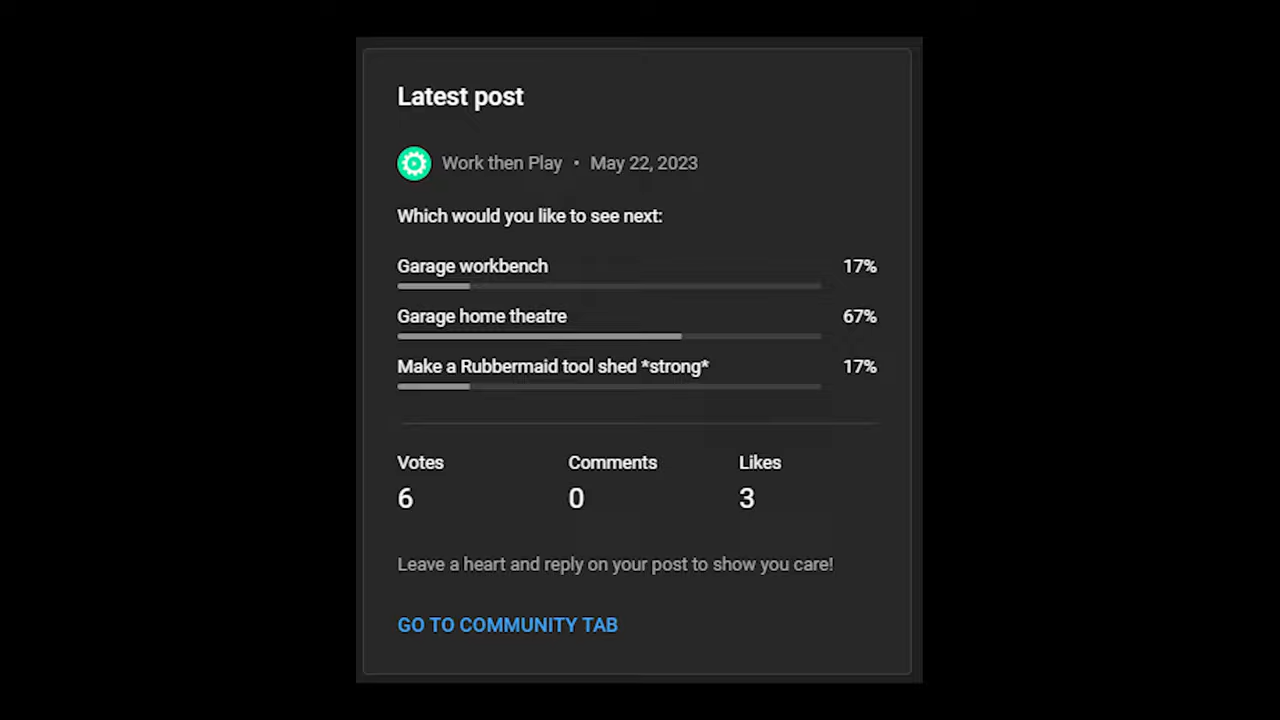 Latest post
Work then Play • May 22, 2023
Which would you like to see next:
Garage workbench 17%
Garage home theatre 67%
Make a Rubbermaid tool shed *strong* 17%
Votes Comments Likes
6 0 3
Leave a heart and reply on your post to show you care!
GO TO COMMUNITY TAB